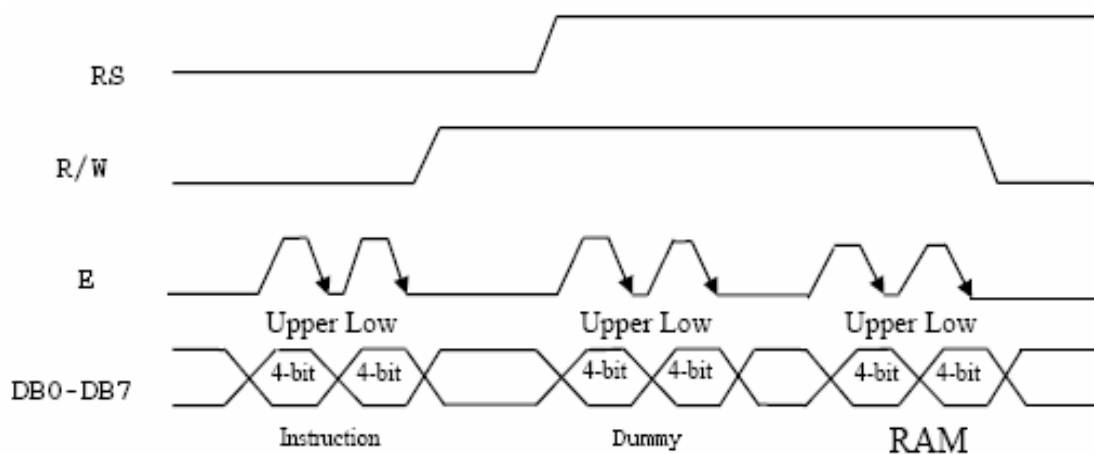 RS
R/W
E
Upper Low Upper Low Upper Low
DB0-DB7 4-bit 4-bit 4-bit 4-bit 4-bit 4-bit
Instruction Dummy RAM